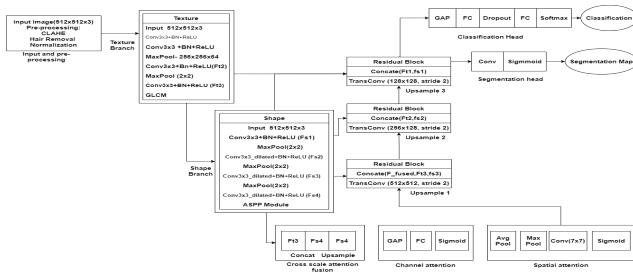 Input image(512x512x3)
Pre-processing:
CLAHE
Hair Removal
Normalization
Input and pre-processing
Texture
Branch
Texture
Input 512x512x3
Conv3x3+BN+ReLU
Conv3x3 +BN+ReLU
MaxPool- 256x256x64
Conv3x3+Bn+ReLU(Ft2)
MaxPool (2x2)
Conv3x3+BN+ReLU (Ft3)
GLCM
Shape
Branch
Shape
Input 512x512x3
Conv3x3+BN+ReLU (Fs1)
MaxPool(2x2)
Conv3x3_dilated+BN+ReLU (Fs2)
MaxPool(2x2)
Conv3x3_dilated+BN+ReLU (Fs3)
MaxPool(2x2)
Conv3x3_dilated+BN+ReLU (Fs4)
ASPP Module
GAP FC Dropout FC Softmax
Classification
Classification Head
Residual Block
Concate(Ft1,fs1)
TransConv (128x128, stride 2)
Upsample 3
Conv Sigmmoid
Segmentation Map
Segmentation head
Residual Block
Concate(Ft2,fs2)
TransConv (256x128, stride 2)
Upsample 2
Residual Block
Concate(F_fused,Ft3,fs3)
TransConv (512x512, stride 2)
Upsample 1
Ft3 Fs4 Fs4
Concat Upsample
Cross scale attention
fusion
GAP FC Sigmoid
Channel attention
Avg Pool Max Pool Conv(7x7) Sigmoid
Spatial attention